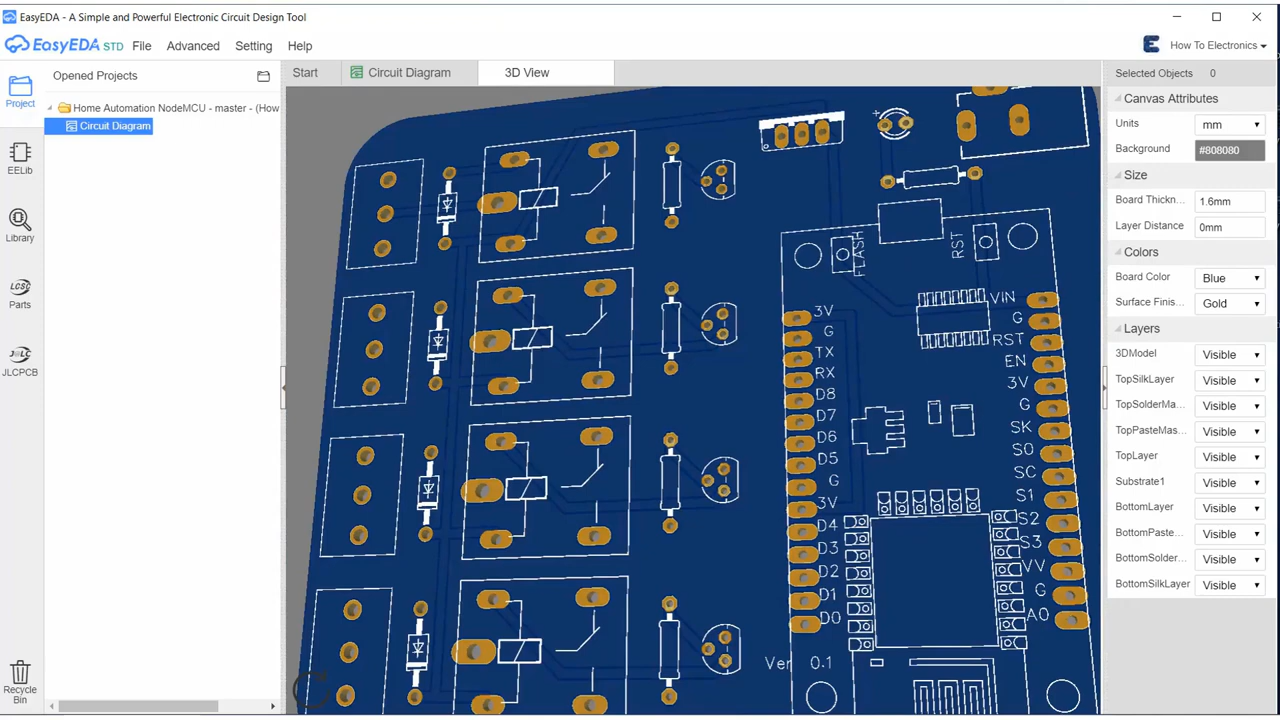 EasyEDA - A Simple and Powerful Electronic Circuit Design Tool
EasyEDA STD File Advanced Setting Help
How To Electronics
Project
EELib
Library
LCSC
Parts
JLC
JLCPCB
Recycle
Bin
Opened Projects
Home Automation NodeMCU - master - (How
Circuit Diagram
Start
Circuit Diagram
3D View
+
FLASH
RST
3V
G
TX
RX
D8
D7
D6
D5
G
3V
D4
D3
D2
D1
D0
VIN
G
RST
EN
3V
G
SK
S0
SC
S1
S2
S3
VV
G
A0
Ver 0.1
Selected Objects 0
Canvas Attributes
Units mm
Background #808080
Size
Board Thickn... 1.6mm
Layer Distance 0mm
Colors
Board Color Blue
Surface Finis... Gold
Layers
3DModel Visible
TopSilkLayer Visible
TopSolderMa... Visible
TopPasteMas... Visible
TopLayer Visible
Substrate1 Visible
BottomLayer Visible
BottomPaste... Visible
BottomSolder... Visible
BottomSilkLayer Visible